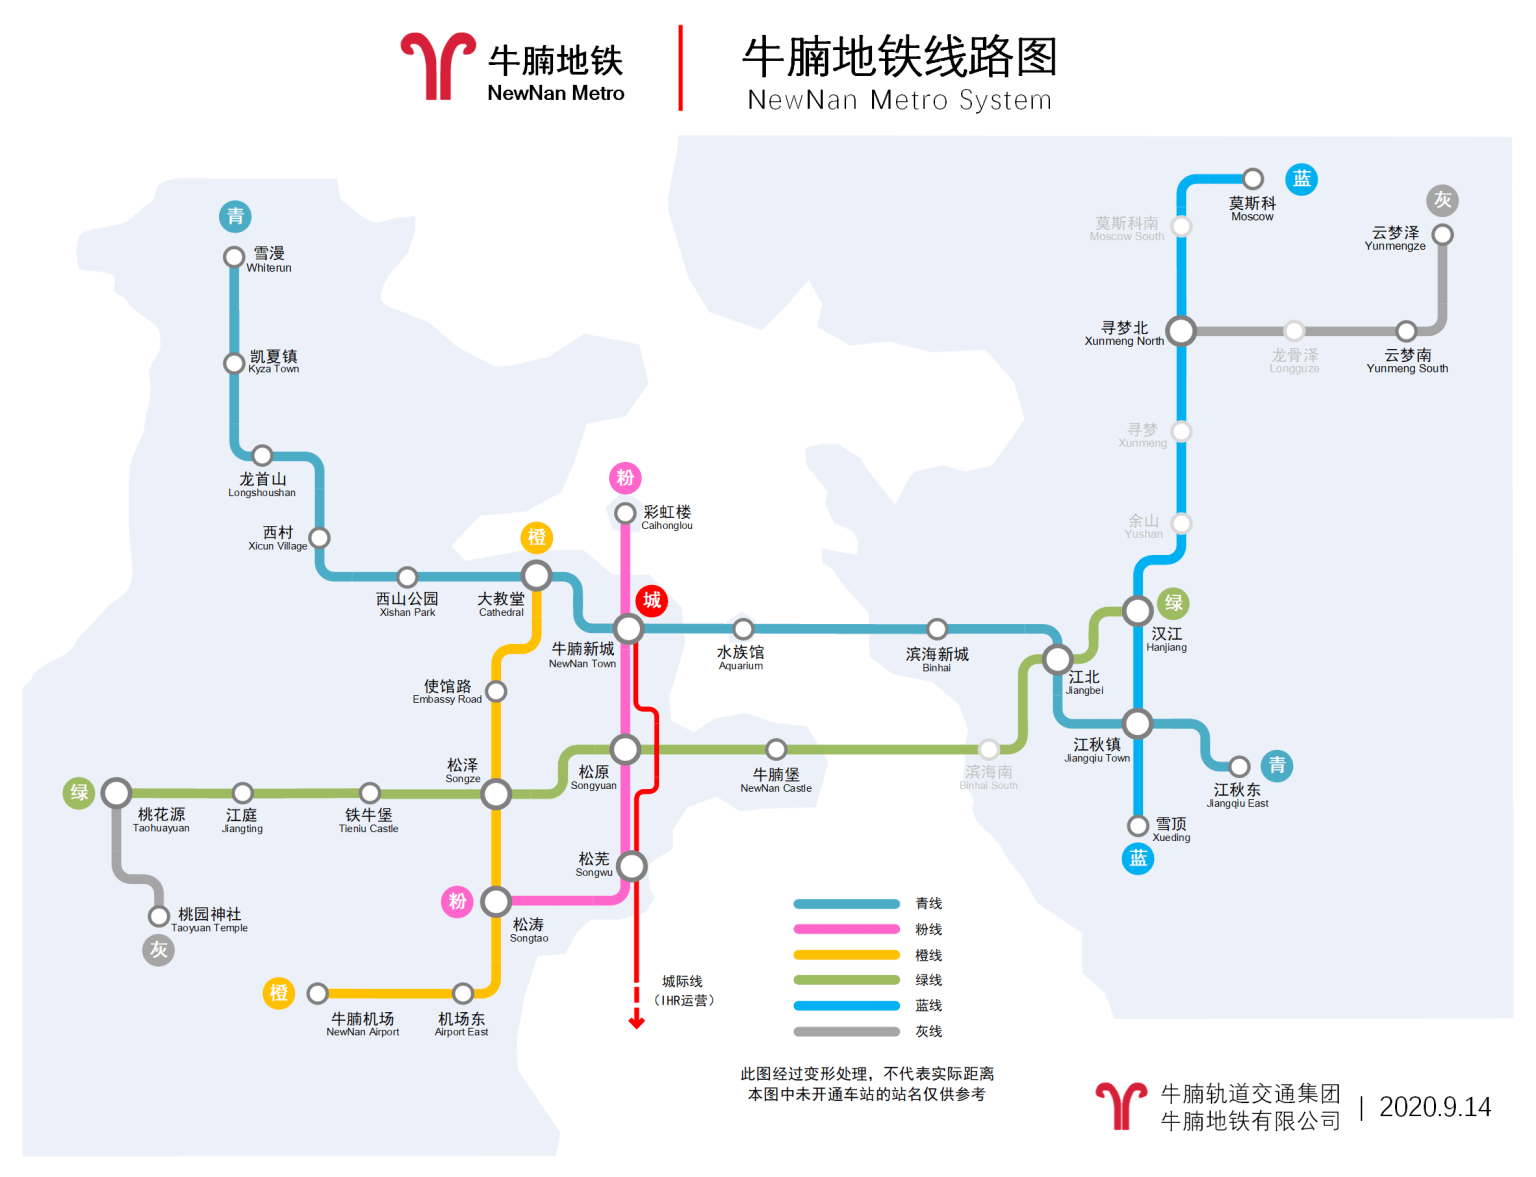 牛腩地铁
NewNan Metro
牛腩地铁线路图
NewNan Metro System
青
雪漫
Whiterun
凯夏镇
Kyza Town
龙首山
Longshoushan
西村
Xicun Village
西山公园
Xishan Park
橙
大教堂
Cathedral
粉
彩虹楼
Caihonglou
城
牛腩新城
NewNan Town
水族馆
Aquarium
滨海新城
Binhai
江北
Jiangbei
蓝
莫斯科
Moscow
莫斯科南
Moscow South
灰
云梦泽
Yunmengze
寻梦北
Xunmeng North
龙骨泽
Longguze
云梦南
Yunmeng South
寻梦
Xunmeng
余山
Yushan
绿
汉江
Hanjiang
江秋镇
Jiangqiu Town
青
江秋东
Jiangqiu East
雪顶
Xueding
蓝
使馆路
Embassy Road
松泽
Songze
松原
Songyuan
牛腩堡
NewNan Castle
滨海南
Binhai South
绿
桃花源
Taohuayuan
江庭
Jiangting
铁牛堡
Tieniu Castle
松芜
Songwu
粉
松涛
Songtao
桃园神社
Taoyuan Temple
灰
橙
牛腩机场
NewNan Airport
机场东
Airport East
城际线
（IHR运营）
青线
粉线
橙线
绿线
蓝线
灰线
此图经过变形处理，不代表实际距离
本图中未开通车站的站名仅供参考
牛腩轨道交通集团
牛腩地铁有限公司
| 2020.9.14